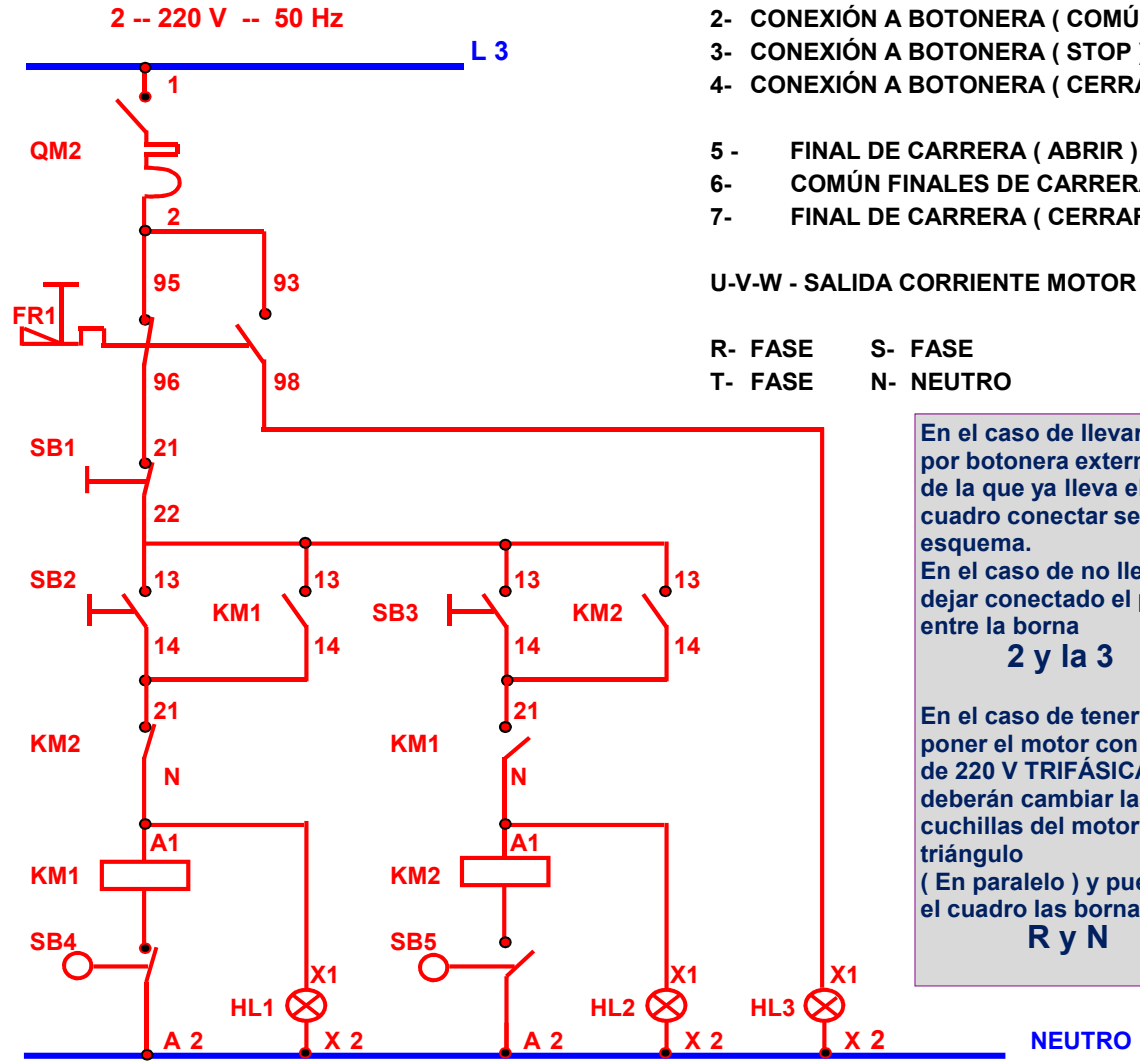 2 -- 220 V -- 50 Hz
L 3
1
QM2
2
95
93
FR1
96
98
SB1
21
22
SB2
13
13
KM1
SB3
13
KM2
13
14
14
14
14
21
21
KM2
KM1
N
N
A1
A1
KM1
KM2
SB4
SB5
X1
X1
X1
HL1
HL2
HL3
A 2
X 2
A 2
X 2
X 2
NEUTRO
2- CONEXIÓN A BOTONERA ( COMÚ
3- CONEXIÓN A BOTONERA ( STOP )
4- CONEXIÓN A BOTONERA ( CERRA
5 - FINAL DE CARRERA ( ABRIR )
6- COMÚN FINALES DE CARRERA
7- FINAL DE CARRERA ( CERRAR
U-V-W - SALIDA CORRIENTE MOTOR
R- FASE S- FASE
T- FASE N- NEUTRO
En el caso de llevar
por botonera extern
de la que ya lleva el
cuadro conectar se
esquema.
En el caso de no lle
dejar conectado el p
entre la borna
2 y la 3
En el caso de tener
poner el motor con
de 220 V TRIFÁSICA
deberán cambiar la
cuchillas del motor
triángulo
( En paralelo ) y pue
el cuadro las borna
R y N